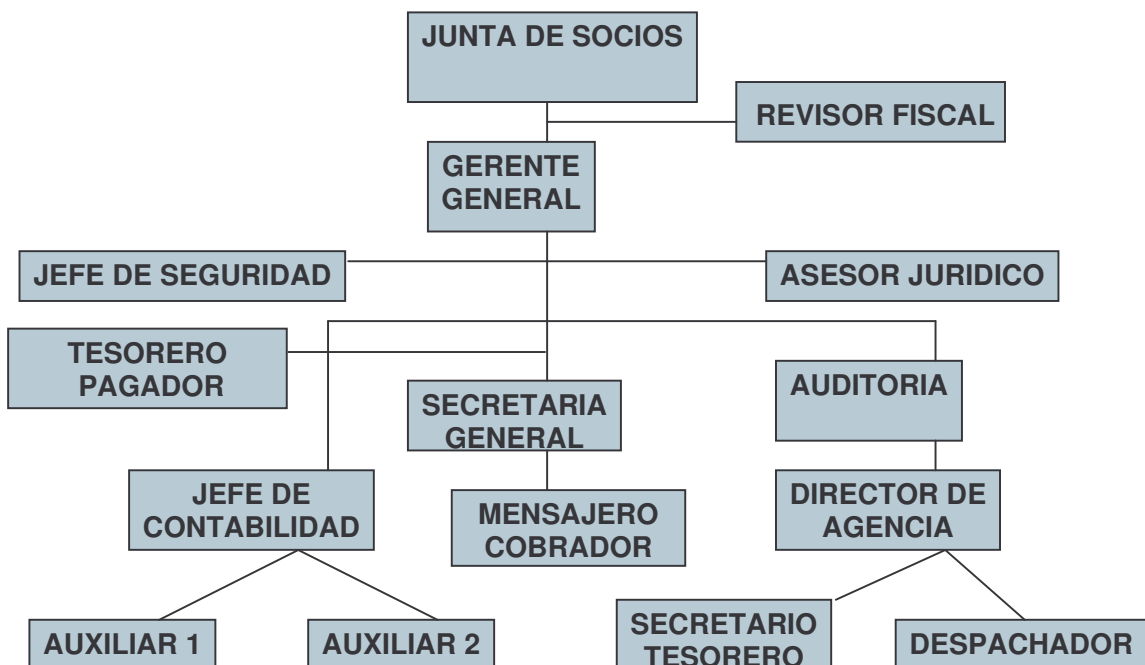 JUNTA DE SOCIOS
REVISOR FISCAL
GERENTE
GENERAL
JEFE DE SEGURIDAD
ASESOR JURIDICO
TESORERO
PAGADOR
AUDITORIA
SECRETARIA
GENERAL
JEFE DE
CONTABILIDAD
MENSAJERO
COBRADOR
DIRECTOR DE
AGENCIA
AUXILIAR 1
AUXILIAR 2
SECRETARIO
TESORERO
DESPACHADOR